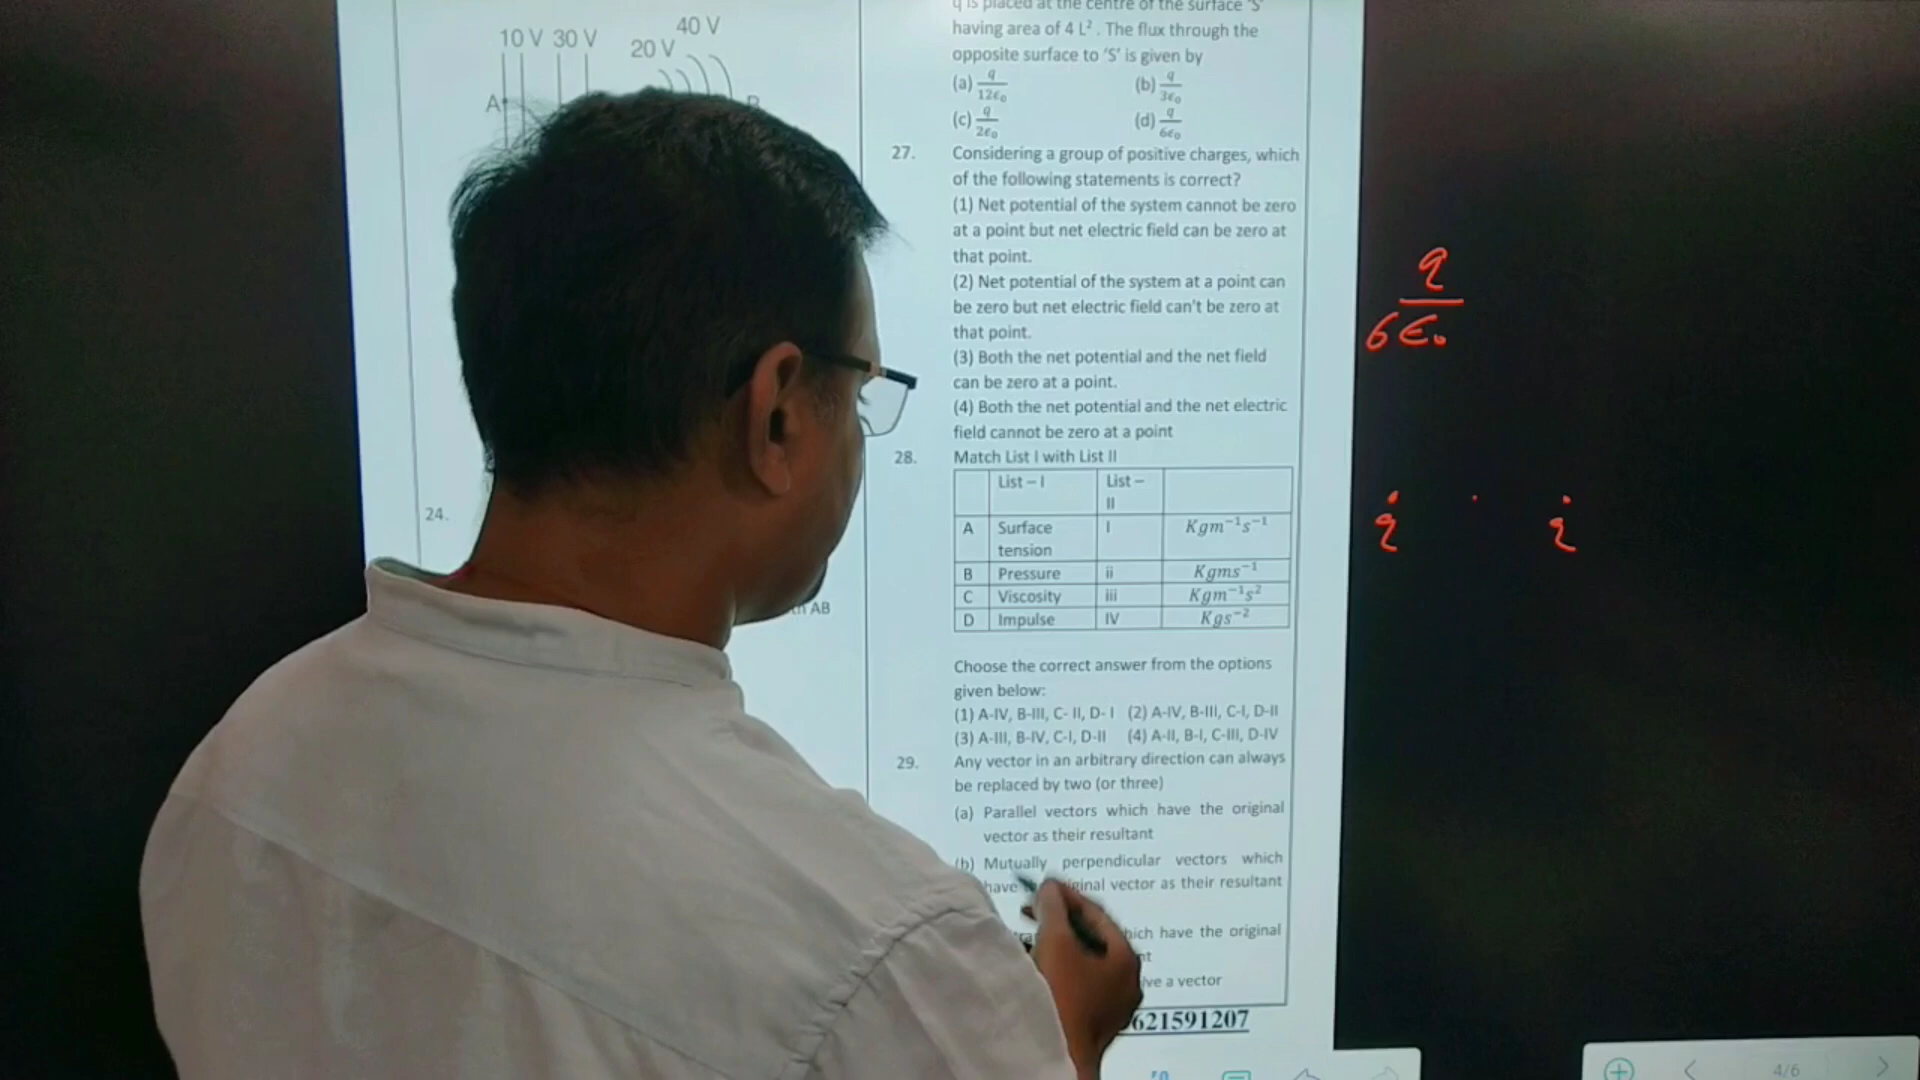 10 V 30 V
20 V
40 V
A
B
24.
AB
q is placed at the centre of the surface 'S'
having area of 4 L². The flux through the
opposite surface to 'S' is given by
(a) q/12ϵ₀ (b) q/3ϵ₀
(c) q/2ϵ₀ (d) q/6ϵ₀
27. Considering a group of positive charges, which
of the following statements is correct?
(1) Net potential of the system cannot be zero
at a point but net electric field can be zero at
that point.
(2) Net potential of the system at a point can
be zero but net electric field can't be zero at
that point.
(3) Both the net potential and the net field
can be zero at a point.
(4) Both the net potential and the net electric
field cannot be zero at a point
28. Match List I with List II
List – I List –
II
A Surface I Kgm⁻¹s⁻¹
tension
B Pressure ii Kgms⁻¹
C Viscosity iii Kgm⁻¹s²
D Impulse IV Kgs⁻²
Choose the correct answer from the options
given below:
(1) A-IV, B-III, C- II, D- I (2) A-IV, B-III, C-I, D-II
(3) A-III, B-IV, C-I, D-II (4) A-II, B-I, C-III, D-IV
29. Any vector in an arbitrary direction can always
be replaced by two (or three)
(a) Parallel vectors which have the original
vector as their resultant
(b) Mutually perpendicular vectors which
have original vector as their resultant
which have the original
a vector
621591207
q
6ϵ₀
q q
4/6